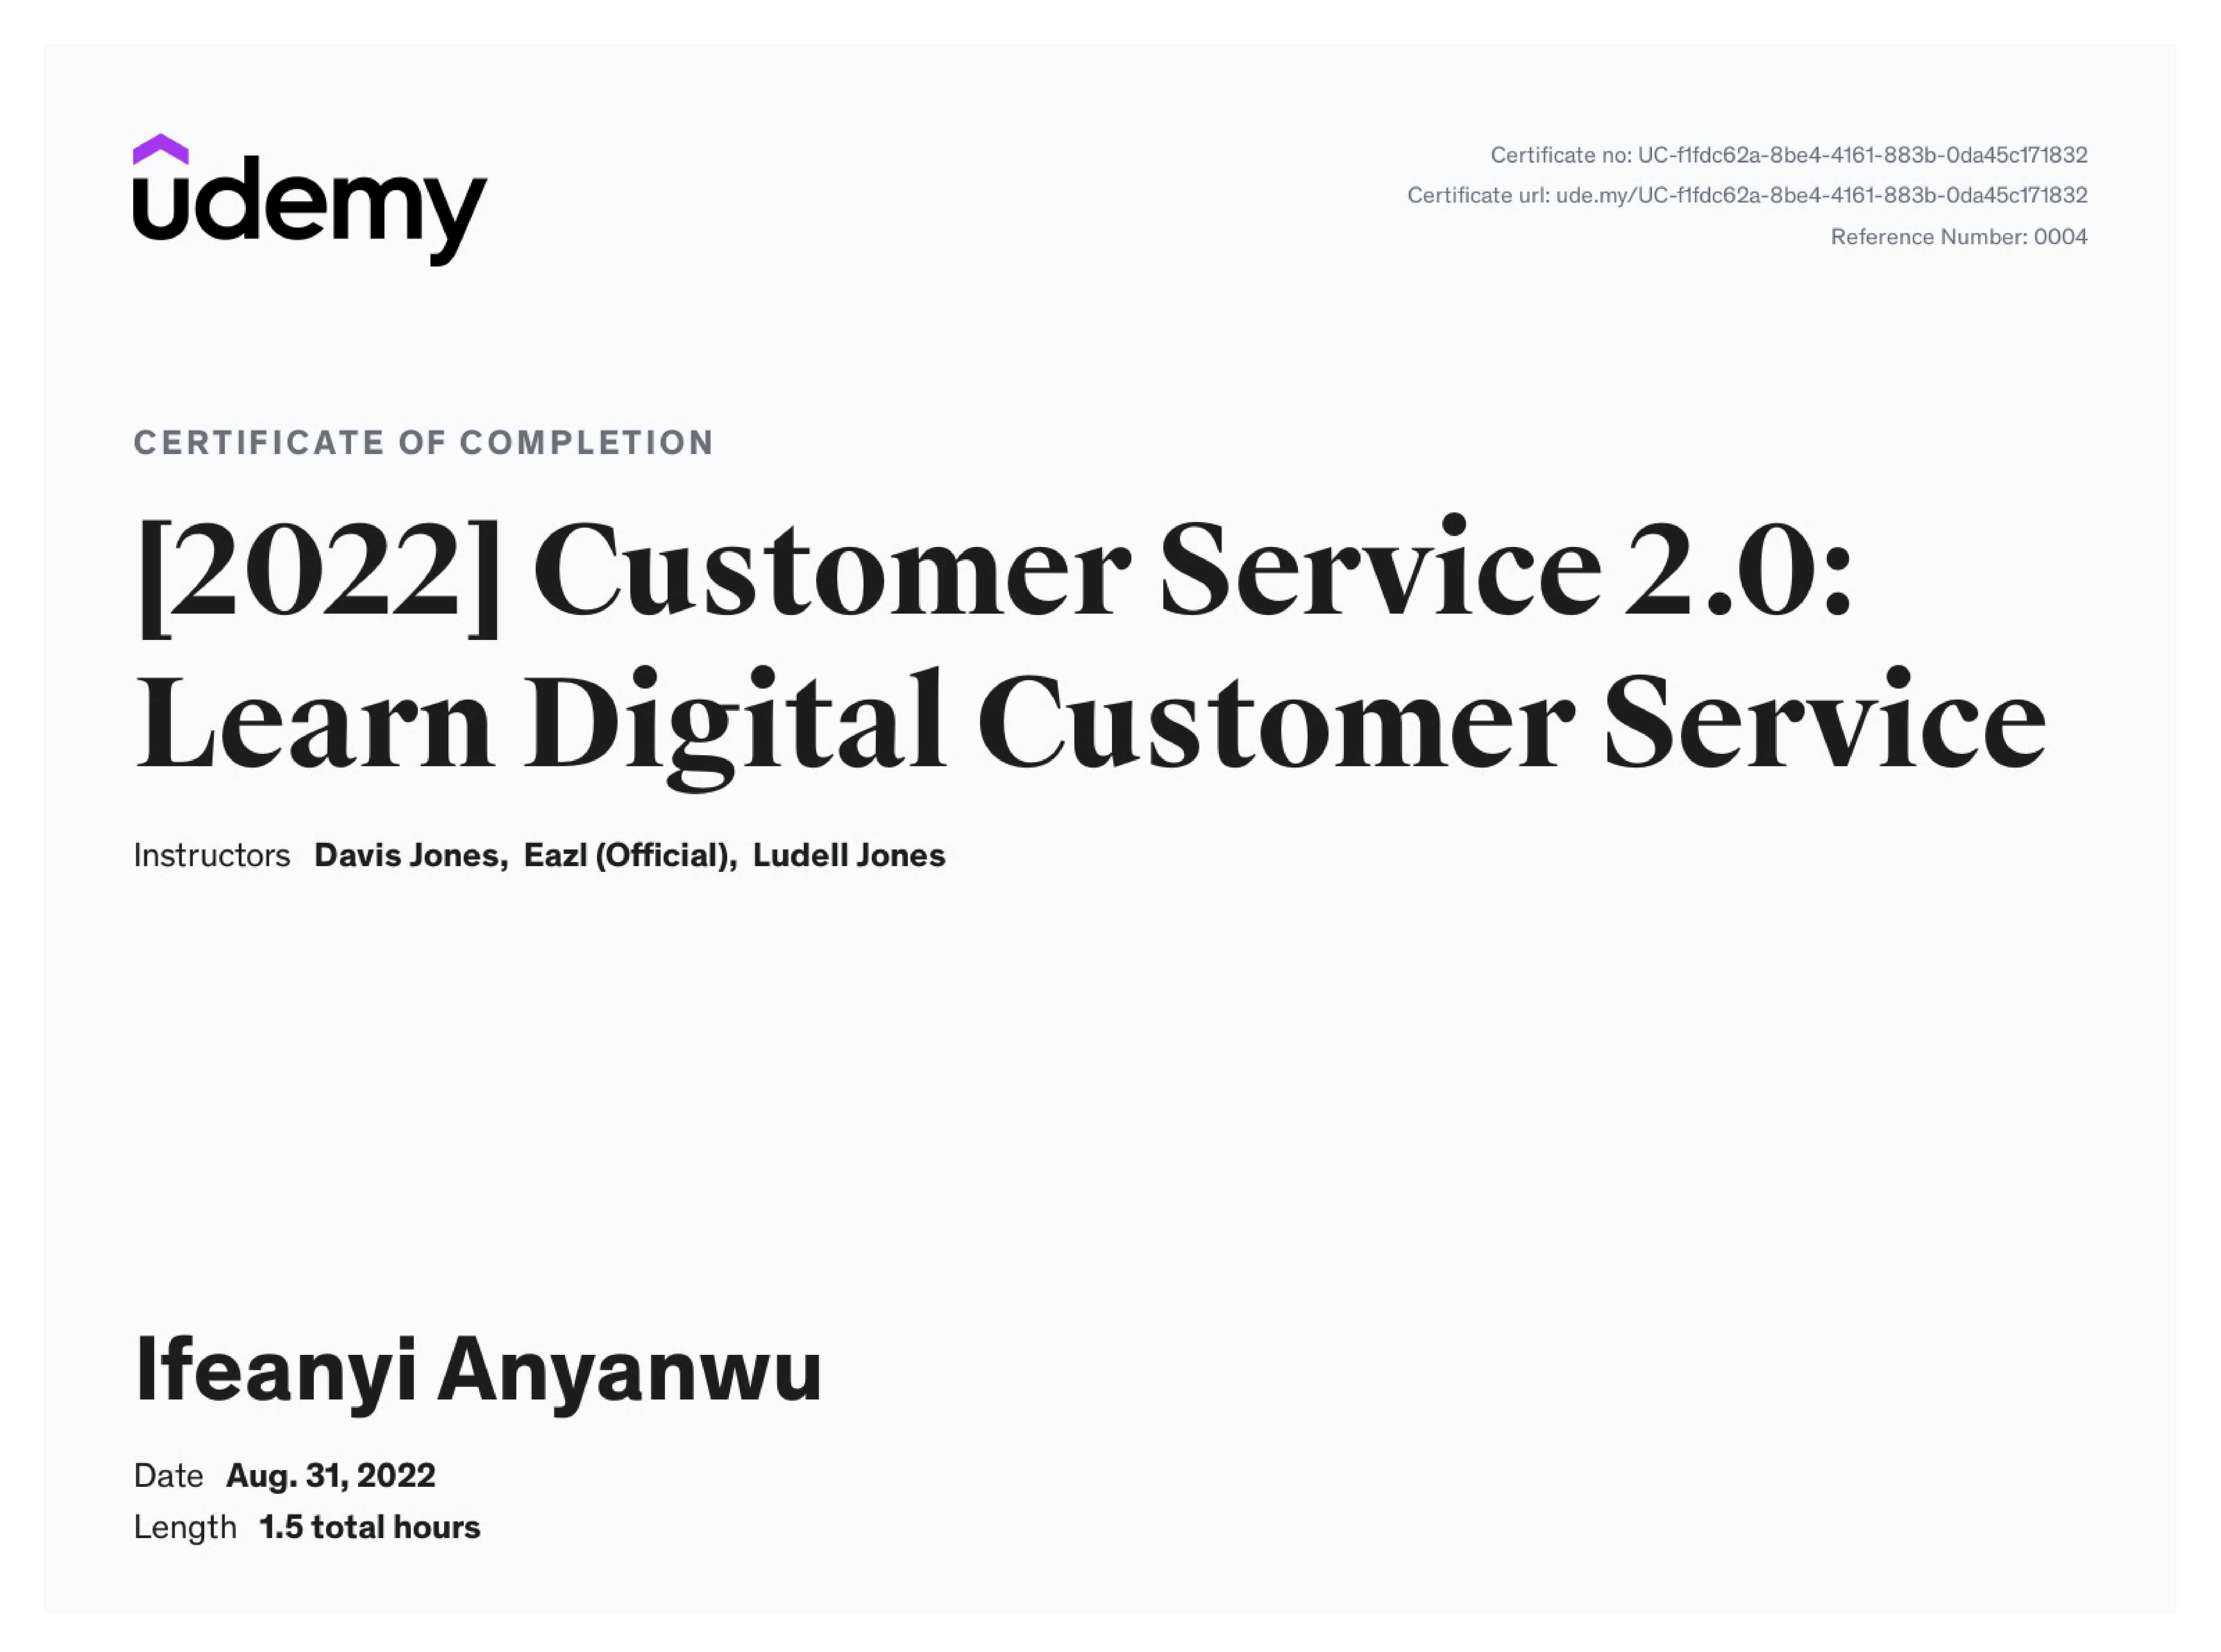 udemy
Certificate no: UC-f1fdc62a-8be4-4161-883b-0da45c171832
Certificate url: ude.my/UC-f1fdc62a-8be4-4161-883b-0da45c171832
Reference Number: 0004
CERTIFICATE OF COMPLETION
[2022] Customer Service 2.0:
Learn Digital Customer Service
Instructors Davis Jones, Eazl (Official), Ludell Jones
Ifeanyi Anyanwu
Date Aug. 31, 2022
Length 1.5 total hours